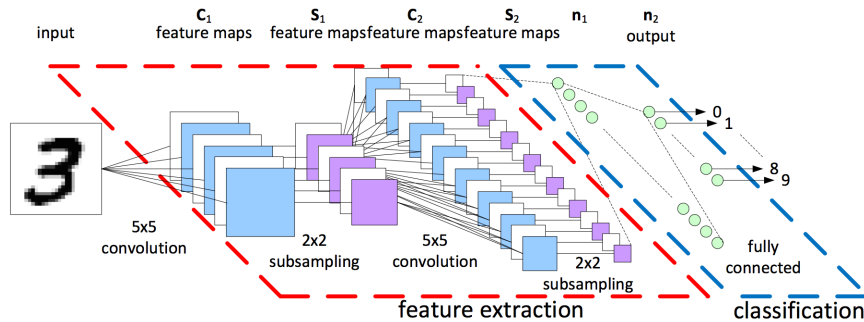 input
C₁
feature maps
S₁
feature maps
C₂
feature maps
S₂
feature maps
n₁
n₂
output
3
0
1
8
9
5x5
convolution
2x2
subsampling
5x5
convolution
2x2
subsampling
fully
connected
feature extraction
classification